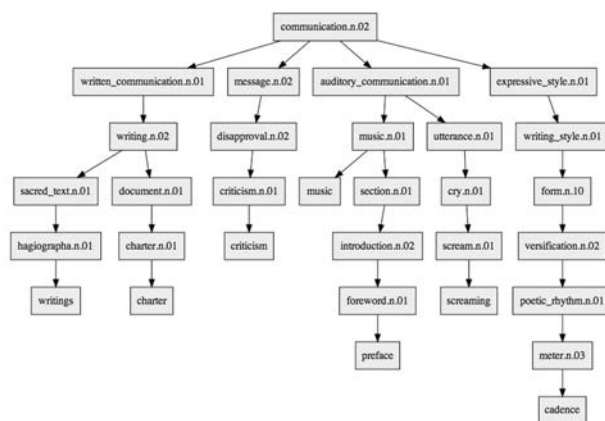 communication.n.02
written_communication.n.01 message.n.02 auditory_communication.n.01 expressive_style.n.01
writing.n.02 disapproval.n.02 music.n.01 utterance.n.01 writing_style.n.01
sacred_text.n.01 document.n.01 criticism.n.01 music section.n.01 cry.n.01 form.n.10
hagiographa.n.01 charter.n.01 criticism introduction.n.02 scream.n.01 versification.n.02
writings charter foreword.n.01 screaming poetic_rhythm.n.01
preface meter.n.03
cadence